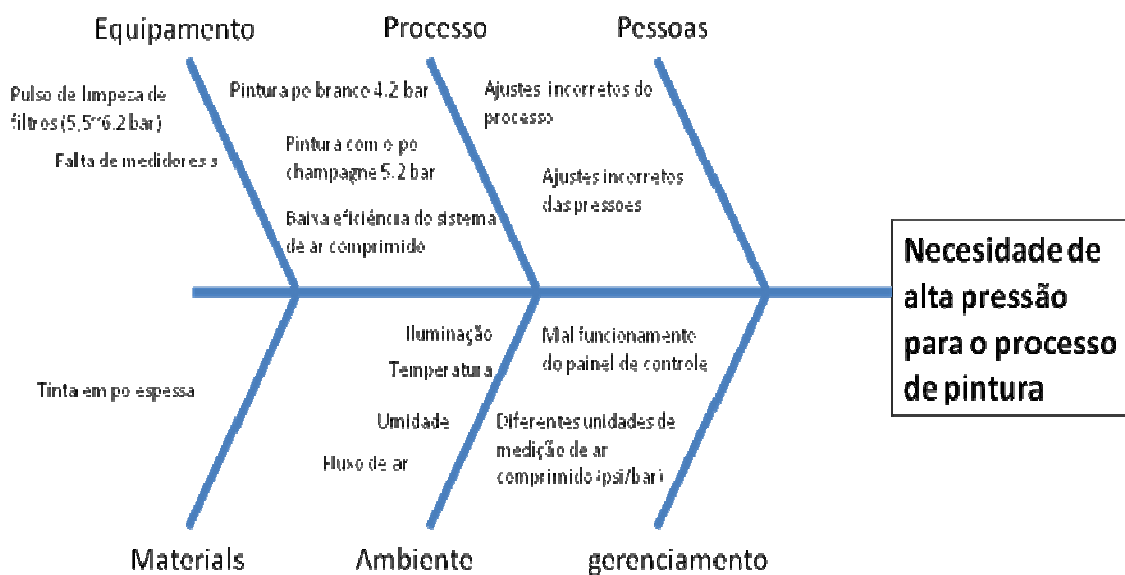 Equipamento
Processo
Pessoas
Pulso de limpeza de
filtros (5,5~6.2 bar)
Falta de medidores
Pintura po branco 4.2 bar
Pintura com o po
champagne 5.2 bar
Baixa eficiência do sistema
de ar comprimido
Ajustes incorretos do
processo
Ajustes incorretos
das pressoes
Necesidade de
alta pressão
para o processo
de pintura
Tinta em po espessa
Iluminação
Temperatura
Umidade
Fluxo de ar
Mal funcionamento
do painel de controle
Diferentes unidades de
medição de ar
comprimido (psi/bar)
Materials
Ambiente
gerenciamento